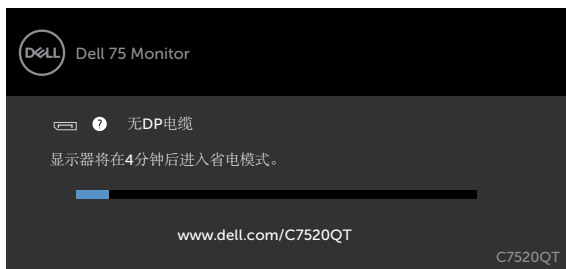 DELL
Dell 75 Monitor
? 无DP电缆
显示器将在4分钟后进入省电模式。
www.dell.com/C7520QT
C7520QT